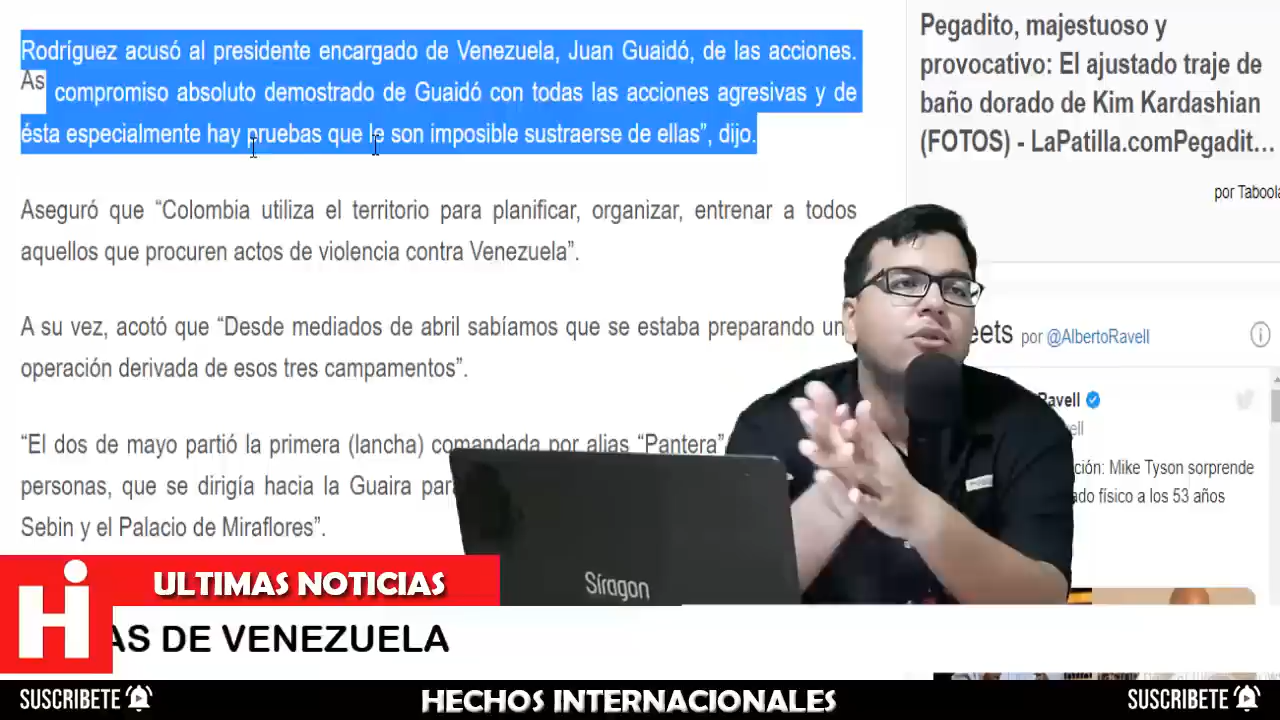 Rodríguez acusó al presidente encargado de Venezuela, Juan Guaidó, de las acciones.
As compromiso absoluto demostrado de Guaidó con todas las acciones agresivas y de
ésta especialmente hay pruebas que le son imposible sustraerse de ellas”, dijo.
Aseguró que “Colombia utiliza el territorio para planificar, organizar, entrenar a todos
aquellos que procuren actos de violencia contra Venezuela”.
A su vez, acotó que “Desde mediados de abril sabíamos que se estaba preparando un
operación derivada de esos tres campamentos”.
“El dos de mayo partió la primera (lancha) comandada por alias “Pantera”
personas, que se dirigía hacia la Guaira par
Sebin y el Palacio de Miraflores”.
Pegadito, majestuoso y
provocativo: El ajustado traje de
baño dorado de Kim Kardashian
(FOTOS) - LaPatilla.comPegadit…
por Taboola
eets por @AlbertoRavell
Ravell
ell
ción: Mike Tyson sorprende
ado físico a los 53 años
Síragon
Hi
ULTIMAS NOTICIAS
AS DE VENEZUELA
SUSCRIBETE
HECHOS INTERNACIONALES
SUSCRIBETE